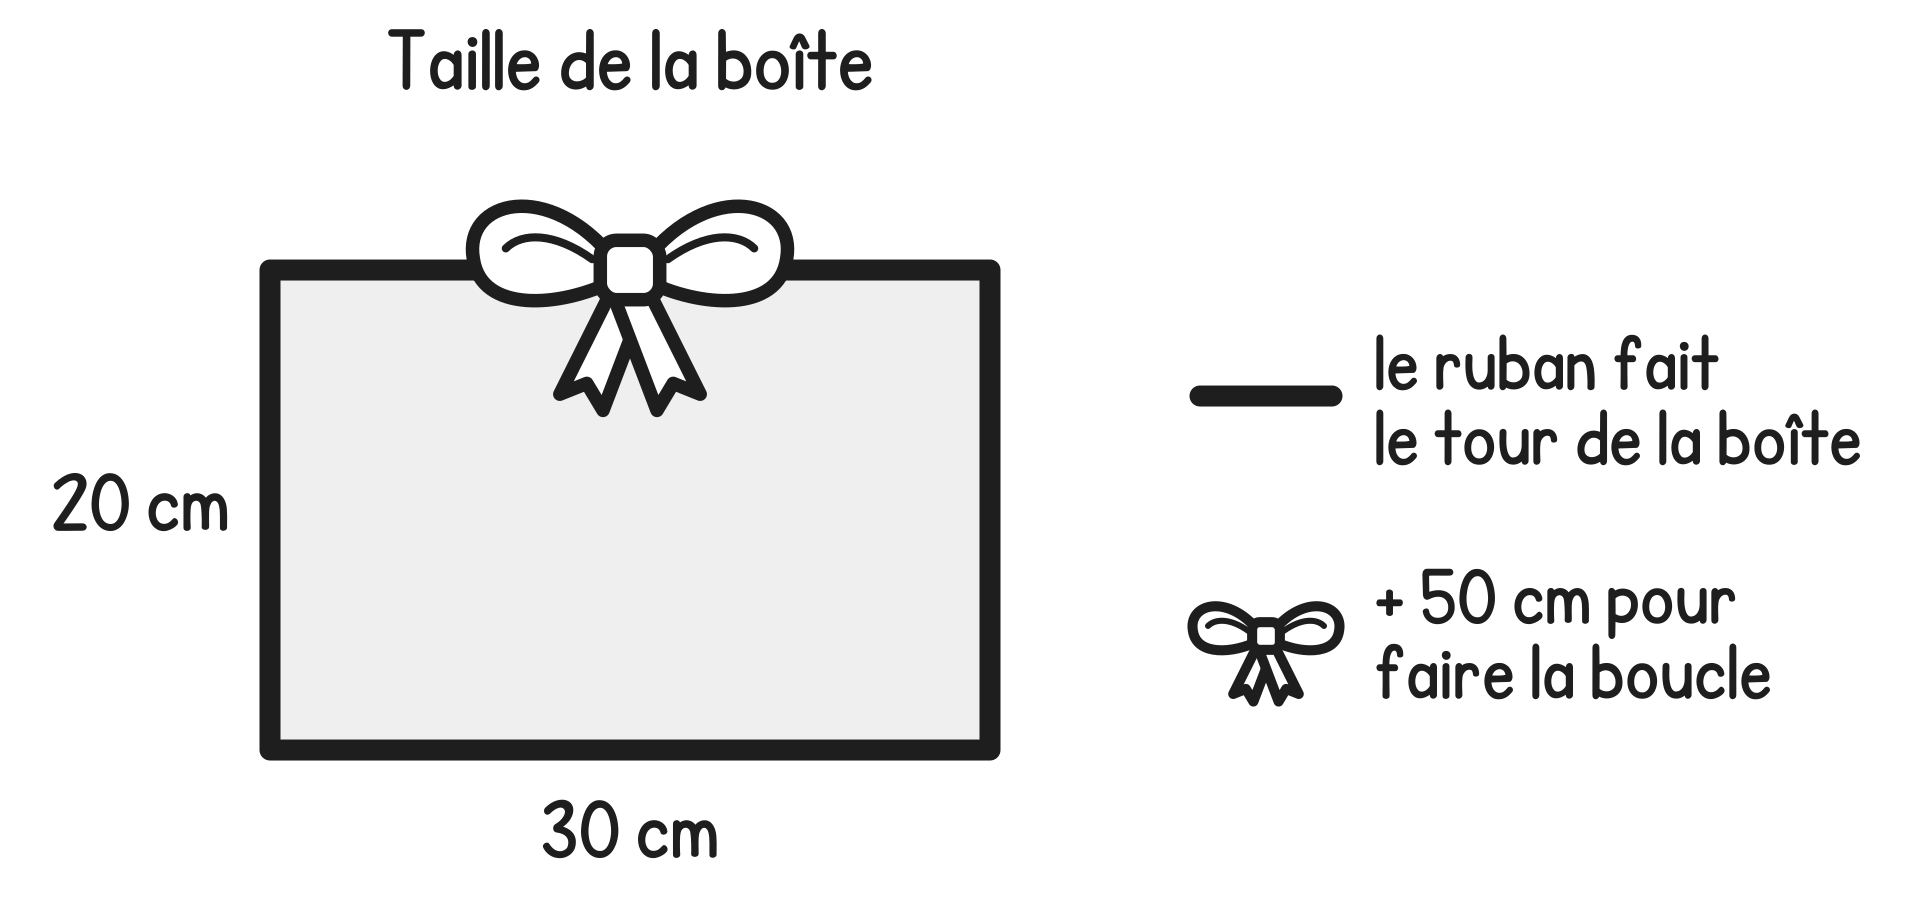 Taille de la boîte
20 cm
30 cm
le ruban fait
le tour de la boîte
+ 50 cm pour
faire la boucle